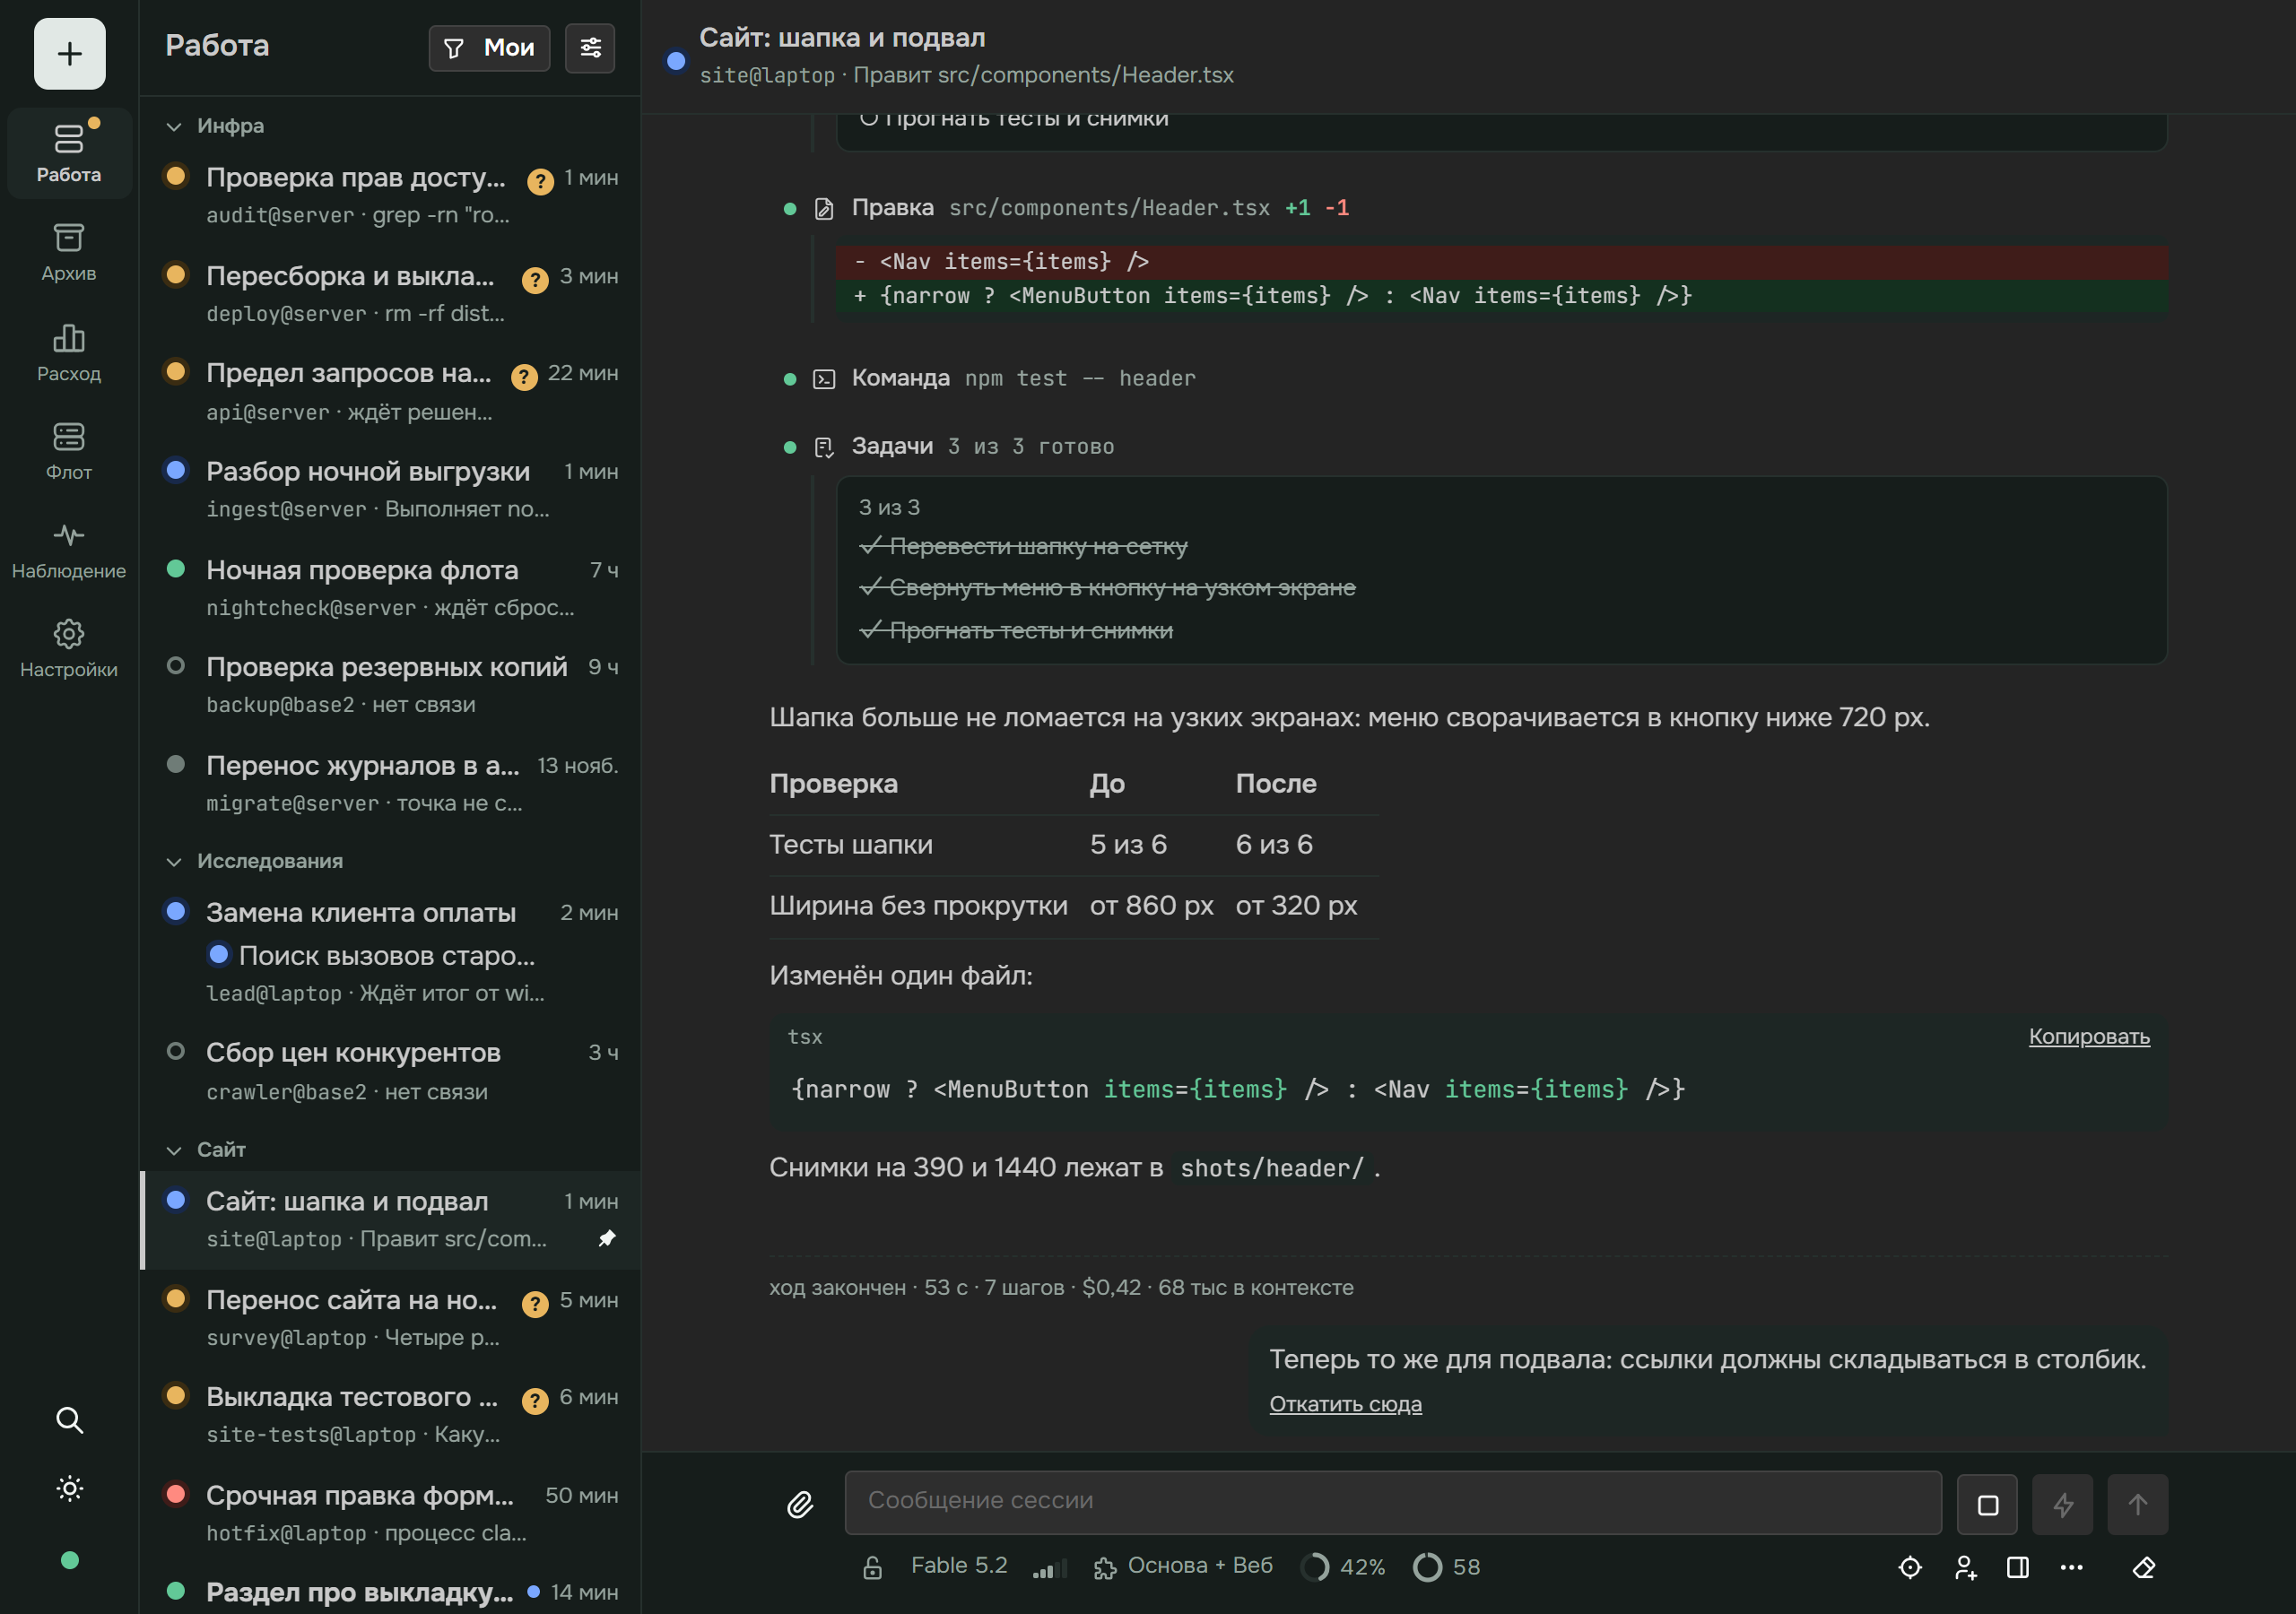 Работа
Архив
Расход
Флот
Наблюдение
Настройки
Работа
Мои
Инфра
Проверка прав досту... ? 1 мин
audit@server · grep -rn "ro...
Пересборка и выкла... ? 3 мин
deploy@server · rm -rf dist...
Предел запросов на... ? 22 мин
api@server · ждёт решен...
Разбор ночной выгрузки 1 мин
ingest@server · Выполняет no...
Ночная проверка флота 7 ч
nightcheck@server · ждёт сброс...
Проверка резервных копий 9 ч
backup@base2 · нет связи
Перенос журналов в а... 13 нояб.
migrate@server · точка не с...
Исследования
Замена клиента оплаты 2 мин
Поиск вызовов старо...
lead@laptop · Ждёт итог от wi...
Сбор цен конкурентов 3 ч
crawler@base2 · нет связи
Сайт
Сайт: шапка и подвал 1 мин
site@laptop · Правит src/com...
Перенос сайта на но... ? 5 мин
survey@laptop · Четыре р...
Выкладка тестового ... ? 6 мин
site-tests@laptop · Каку...
Срочная правка форм... 50 мин
hotfix@laptop · процесс cla...
Раздел про выкладку... 14 мин
Сайт: шапка и подвал
site@laptop · Правит src/components/Header.tsx
Прогнать тесты и снимки
Правка src/components/Header.tsx +1 -1
- <Nav items={items} />
+ {narrow ? <MenuButton items={items} /> : <Nav items={items} />}
Команда npm test -- header
Задачи 3 из 3 готово
3 из 3
✓ Перевести шапку на сетку
✓ Свернуть меню в кнопку на узком экране
✓ Прогнать тесты и снимки
Шапка больше не ломается на узких экранах: меню сворачивается в кнопку ниже 720 px.
Проверка До После
Тесты шапки 5 из 6 6 из 6
Ширина без прокрутки от 860 px от 320 px
Изменён один файл:
tsx Копировать
{narrow ? <MenuButton items={items} /> : <Nav items={items} />}
Снимки на 390 и 1440 лежат в shots/header/ .
ход закончен · 53 с · 7 шагов · $0,42 · 68 тыс в контексте
Теперь то же для подвала: ссылки должны складываться в столбик.
Откатить сюда
Сообщение сессии
Fable 5.2 Основа + Веб 42% 58